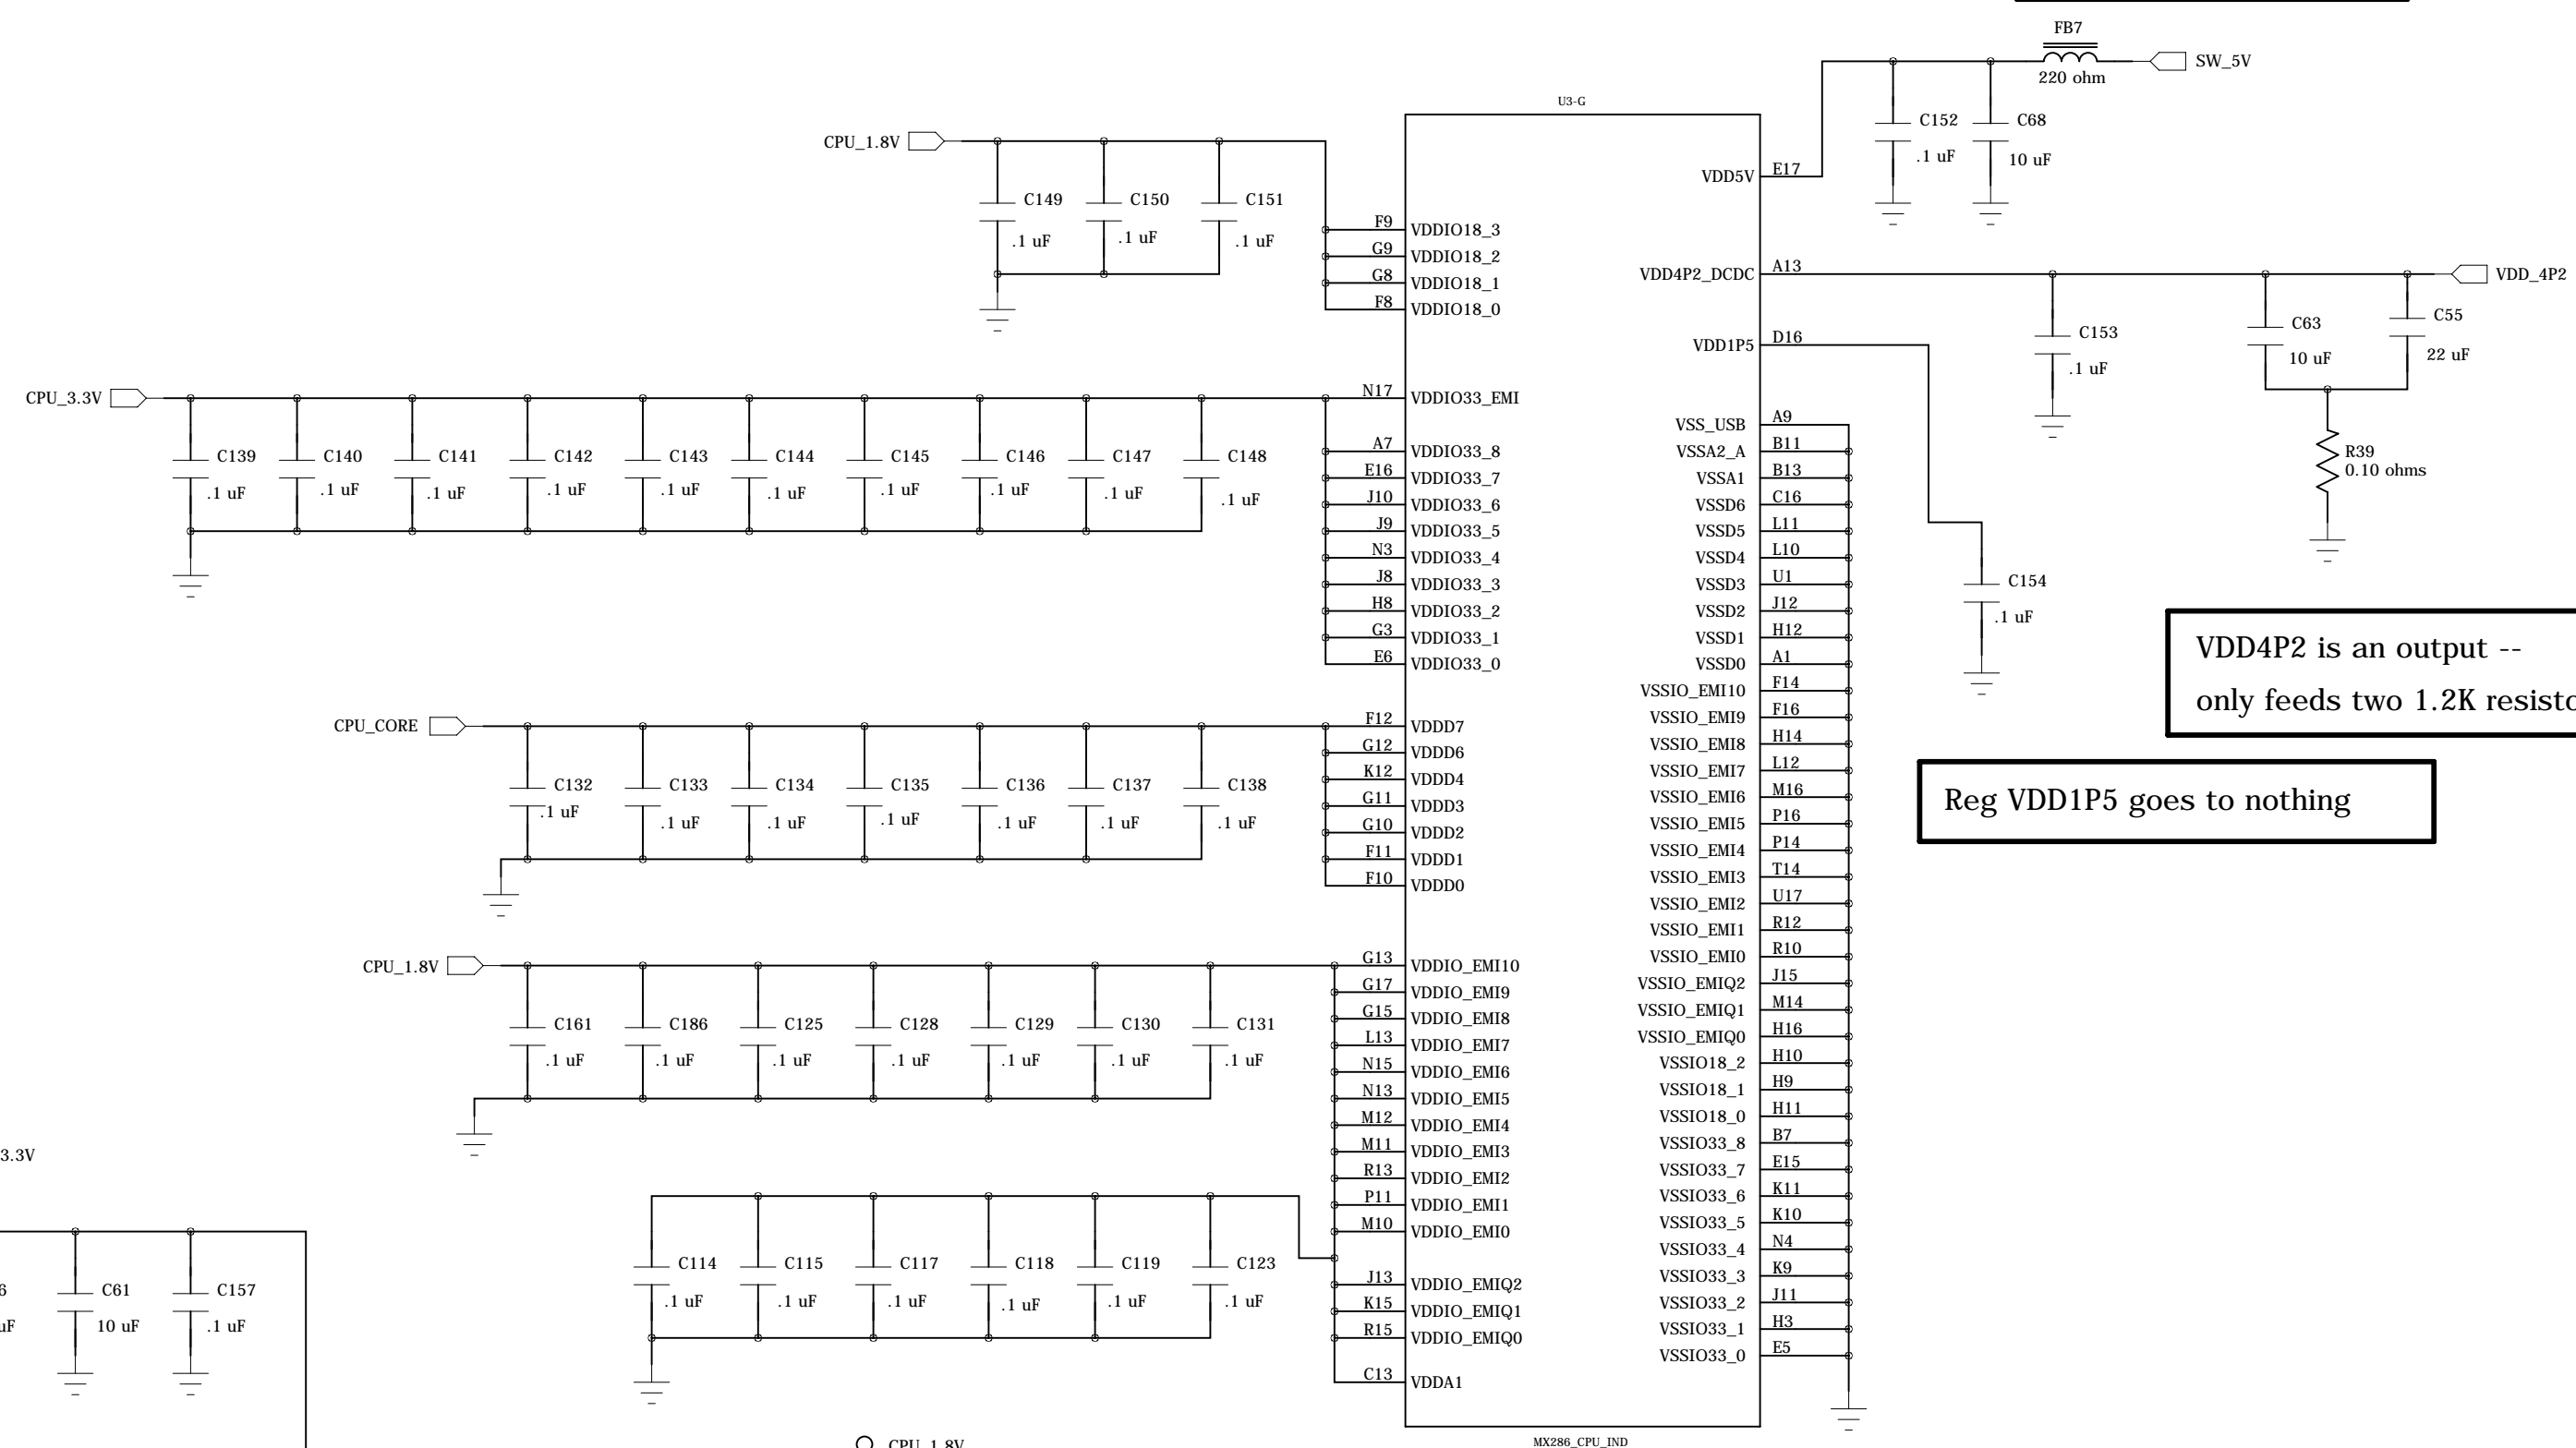 FB7
SW_5V
220 ohm
C152
.1 uF
C68
10 uF
U3-G
CPU_1.8V
C149
.1 uF
C150
.1 uF
C151
.1 uF
F9 VDDIO18_3
G9 VDDIO18_2
G8 VDDIO18_1
F8 VDDIO18_0
VDD5V E17
VDD4P2_DCDC A13
VDD_4P2
VDD1P5 D16
C153
.1 uF
C63
10 uF
C55
22 uF
R39
0.10 ohms
C154
.1 uF
CPU_3.3V
C139
.1 uF
C140
.1 uF
C141
.1 uF
C142
.1 uF
C143
.1 uF
C144
.1 uF
C145
.1 uF
C146
.1 uF
C147
.1 uF
C148
.1 uF
N17 VDDIO33_EMI
A7 VDDIO33_8
E16 VDDIO33_7
J10 VDDIO33_6
J9 VDDIO33_5
N3 VDDIO33_4
J8 VDDIO33_3
H8 VDDIO33_2
G3 VDDIO33_1
E6 VDDIO33_0
VSS_USB A9
VSSA2_A B11
VSSA1 B13
VSSD6 C16
VSSD5 L11
VSSD4 L10
VSSD3 U1
VSSD2 J12
VSSD1 H12
VSSD0 A1
VSSIO_EMI10 F14
VSSIO_EMI9 F16
VSSIO_EMI8 H14
VSSIO_EMI7 L12
VSSIO_EMI6 M16
VSSIO_EMI5 P16
VSSIO_EMI4 P14
VSSIO_EMI3 T14
VSSIO_EMI2 U17
VSSIO_EMI1 R12
VSSIO_EMI0 R10
VSSIO_EMIQ2 J15
VSSIO_EMIQ1 M14
VSSIO_EMIQ0 H16
VSSIO18_2 H10
VSSIO18_1 H9
VSSIO18_0 H11
VSSIO33_8 B7
VSSIO33_7 E15
VSSIO33_6 K11
VSSIO33_5 K10
VSSIO33_4 N4
VSSIO33_3 K9
VSSIO33_2 J11
VSSIO33_1 H3
VSSIO33_0 E5
VDD4P2 is an output --
only feeds two 1.2K resisto
Reg VDD1P5 goes to nothing
CPU_CORE
C132
.1 uF
C133
.1 uF
C134
.1 uF
C135
.1 uF
C136
.1 uF
C137
.1 uF
C138
.1 uF
F12 VDDD7
G12 VDDD6
K12 VDDD4
G11 VDDD3
G10 VDDD2
F11 VDDD1
F10 VDDD0
CPU_1.8V
C161
.1 uF
C186
.1 uF
C125
.1 uF
C128
.1 uF
C129
.1 uF
C130
.1 uF
C131
.1 uF
G13 VDDIO_EMI10
G17 VDDIO_EMI9
G15 VDDIO_EMI8
L13 VDDIO_EMI7
N15 VDDIO_EMI6
N13 VDDIO_EMI5
M12 VDDIO_EMI4
M11 VDDIO_EMI3
R13 VDDIO_EMI2
P11 VDDIO_EMI1
M10 VDDIO_EMI0
J13 VDDIO_EMIQ2
K15 VDDIO_EMIQ1
R15 VDDIO_EMIQ0
C13 VDDA1
C114
.1 uF
C115
.1 uF
C117
.1 uF
C118
.1 uF
C119
.1 uF
C123
.1 uF
3.3V
6
uF
C61
10 uF
C157
.1 uF
CPU_1.8V
MX286_CPU_IND